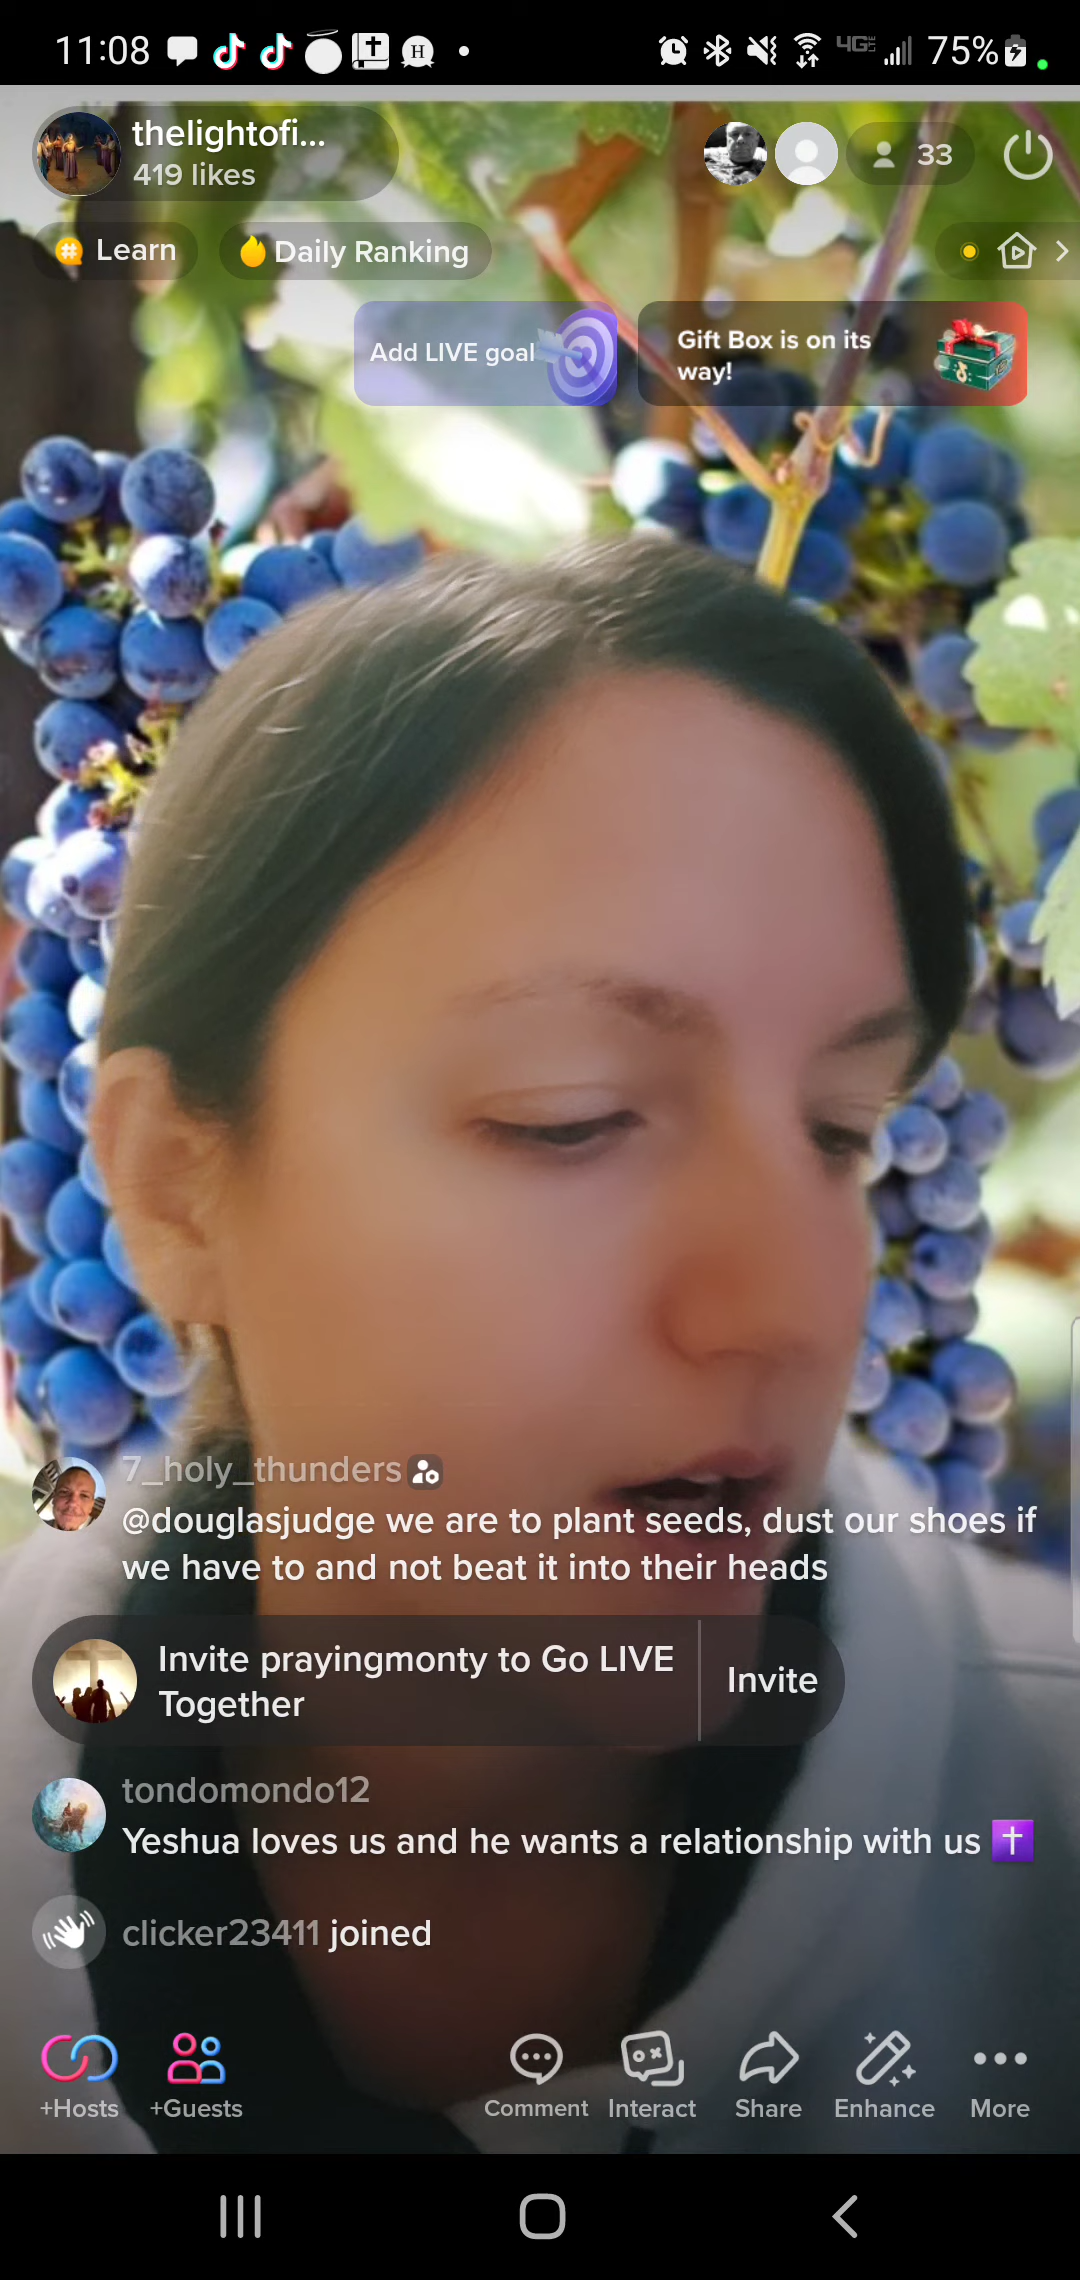 11:08
H
4G LTE
75%
thelightofi...
419 likes
33
# Learn
Daily Ranking
Add LIVE goal
Gift Box is on its
way!
7_holy_thunders
@douglasjudge we are to plant seeds, dust our shoes if
we have to and not beat it into their heads
Invite prayingmonty to Go LIVE
Together
Invite
tondomondo12
Yeshua loves us and he wants a relationship with us ✝️
clicker23411 joined
+Hosts
+Guests
Comment
Interact
Share
Enhance
More